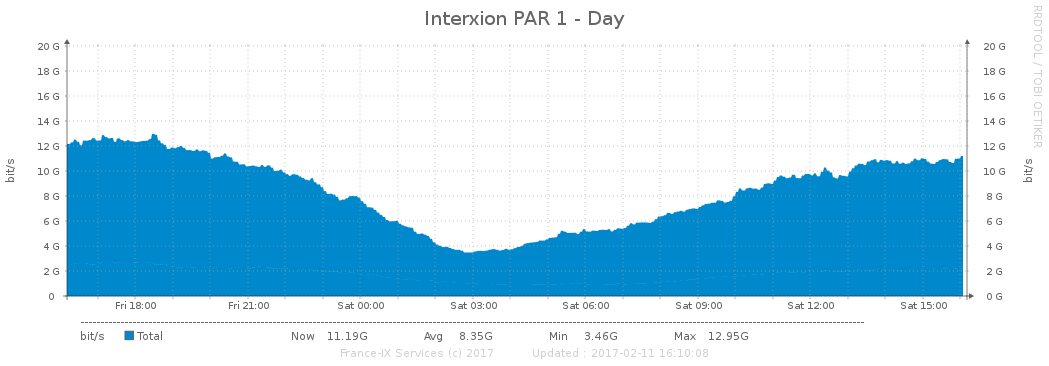 Interxion PAR 1 - Day
RRDTOOL / TOBI OETIKER
bit/s
20 G
18 G
16 G
14 G
12 G
10 G
8 G
6 G
4 G
2 G
0
20 G
18 G
16 G
14 G
12 G
10 G
8 G
6 G
4 G
2 G
0 G
bit/s
Fri 18:00 Fri 21:00 Sat 00:00 Sat 03:00 Sat 06:00 Sat 09:00 Sat 12:00 Sat 15:00
bit/s Total Now 11.19G Avg 8.35G Min 3.46G Max 12.95G
France-IX Services (c) 2017 Updated : 2017-02-11 16:10:08